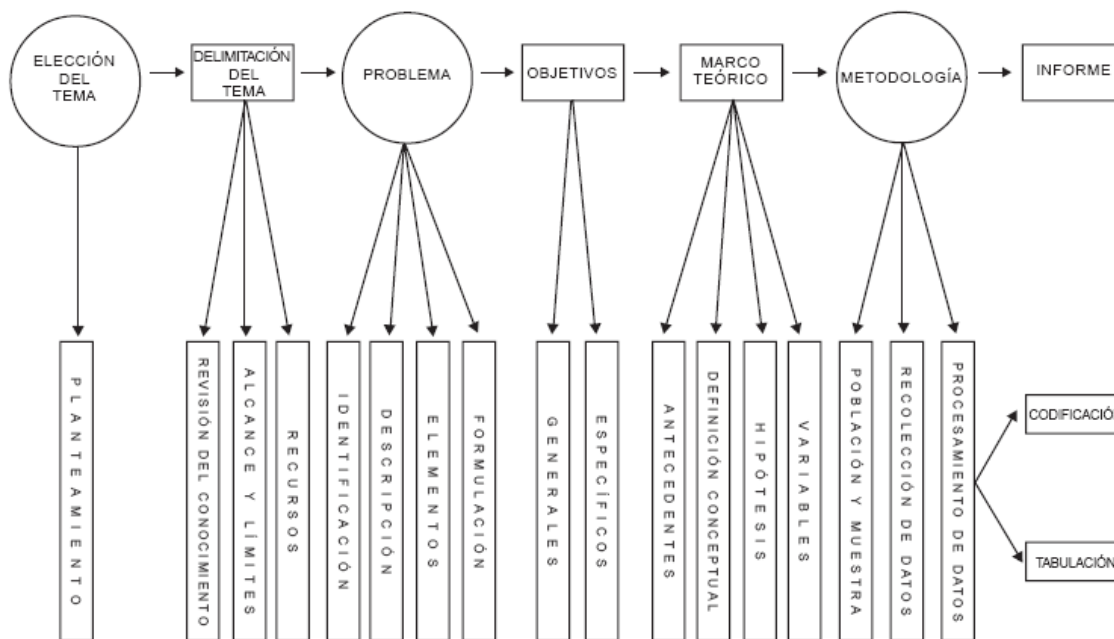 ELECCIÓN
DEL
TEMA
DELIMITACIÓN
DEL
TEMA
PROBLEMA
OBJETIVOS
MARCO
TEÓRICO
METODOLOGÍA
INFORME
PLANTEAMIENTO
REVISIÓN DEL CONOCIMIENTO
ALCANCE Y LÍMITES
RECURSOS
IDENTIFICACIÓN
DESCRIPCIÓN
ELEMENTOS
FORMULACIÓN
GENERALES
ESPECÍFICOS
ANTECEDENTES
DEFINICIÓN CONCEPTUAL
HIPÓTESIS
VARIABLES
POBLACIÓN Y MUESTRA
RECOLECCIÓN DE DATOS
PROCESAMIENTO DE DATOS
CODIFICACIÓN
TABULACIÓN